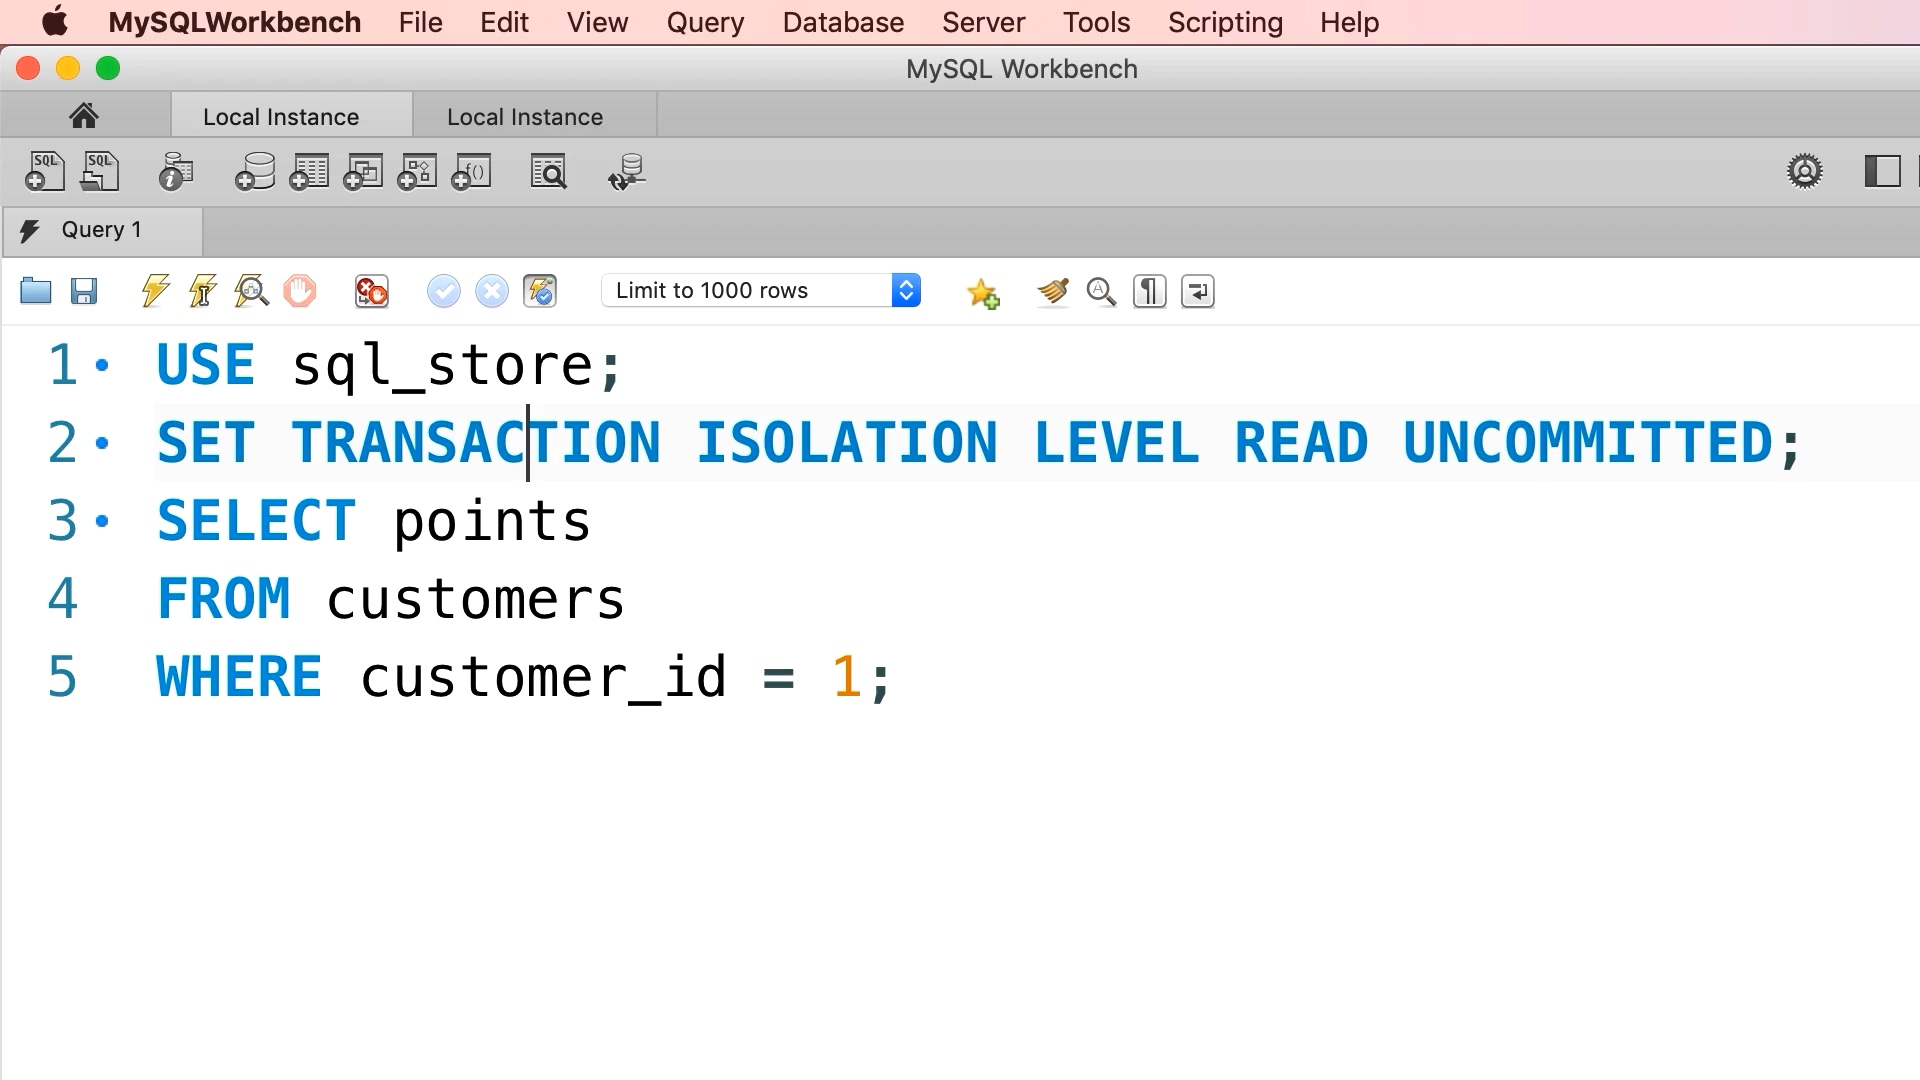 MySQLWorkbench File Edit View Query Database Server Tools Scripting Help
MySQL Workbench
Local Instance Local Instance
SQL SQL f()
Query 1
Limit to 1000 rows
1 USE sql_store;
2 SET TRANSACTION ISOLATION LEVEL READ UNCOMMITTED;
3 SELECT points
4 FROM customers
5 WHERE customer_id = 1;